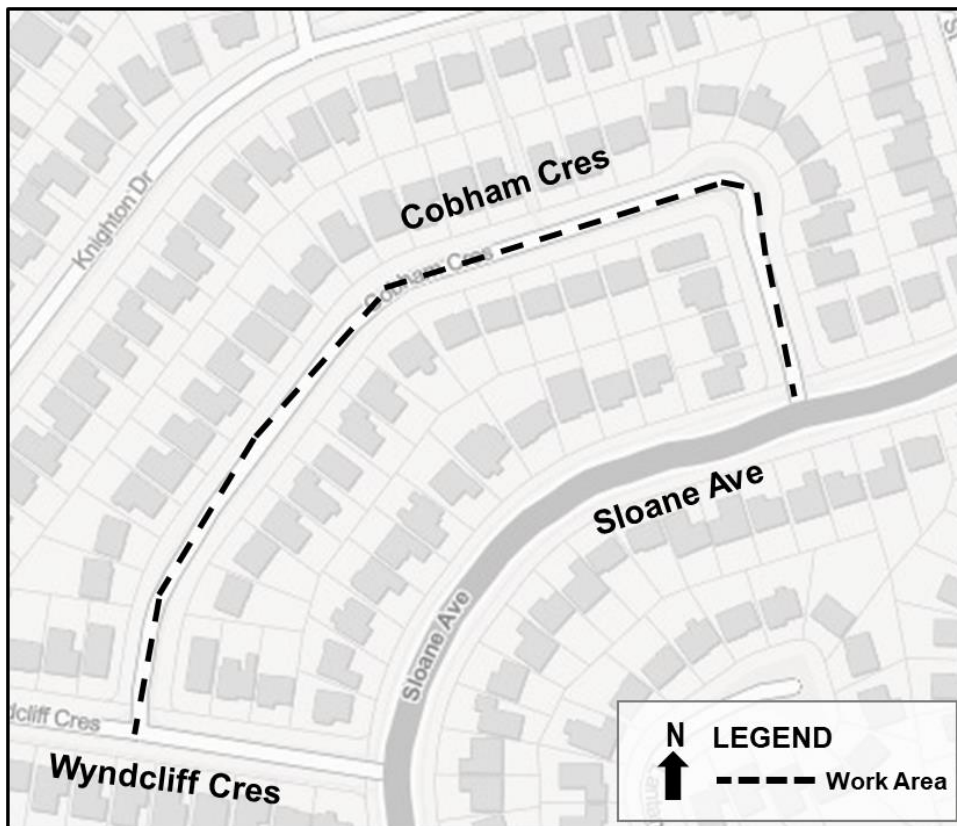 Knighton Dr
Cobham Cres
Cobham Cres
Sloane Ave
Sloane Ave
dcliff Cres
Wyndcliff Cres
N
LEGEND
Work Area